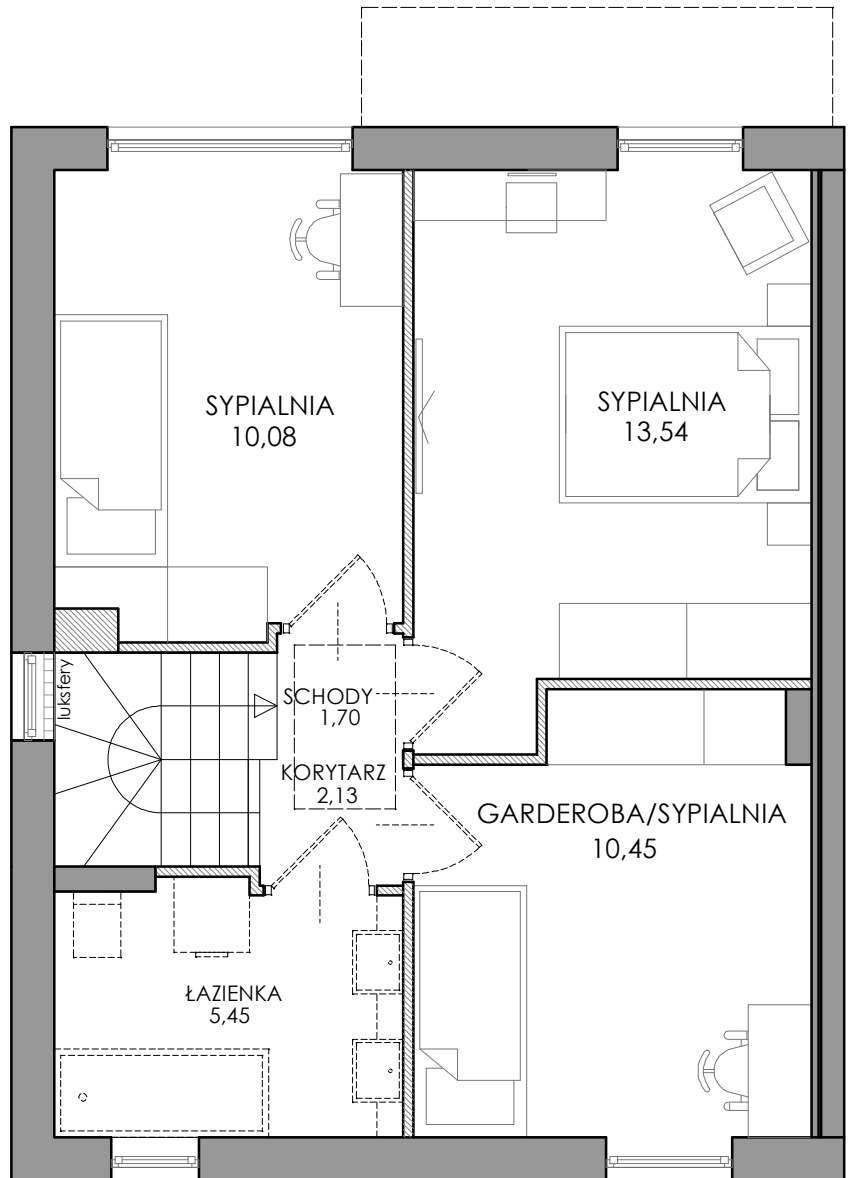 SYPIALNIA
10,08
SYPIALNIA
13,54
luksfery
SCHODY
1,70
KORYTARZ
2,13
GARDEROBA/SYPIALNIA
10,45
ŁAZIENKA
5,45